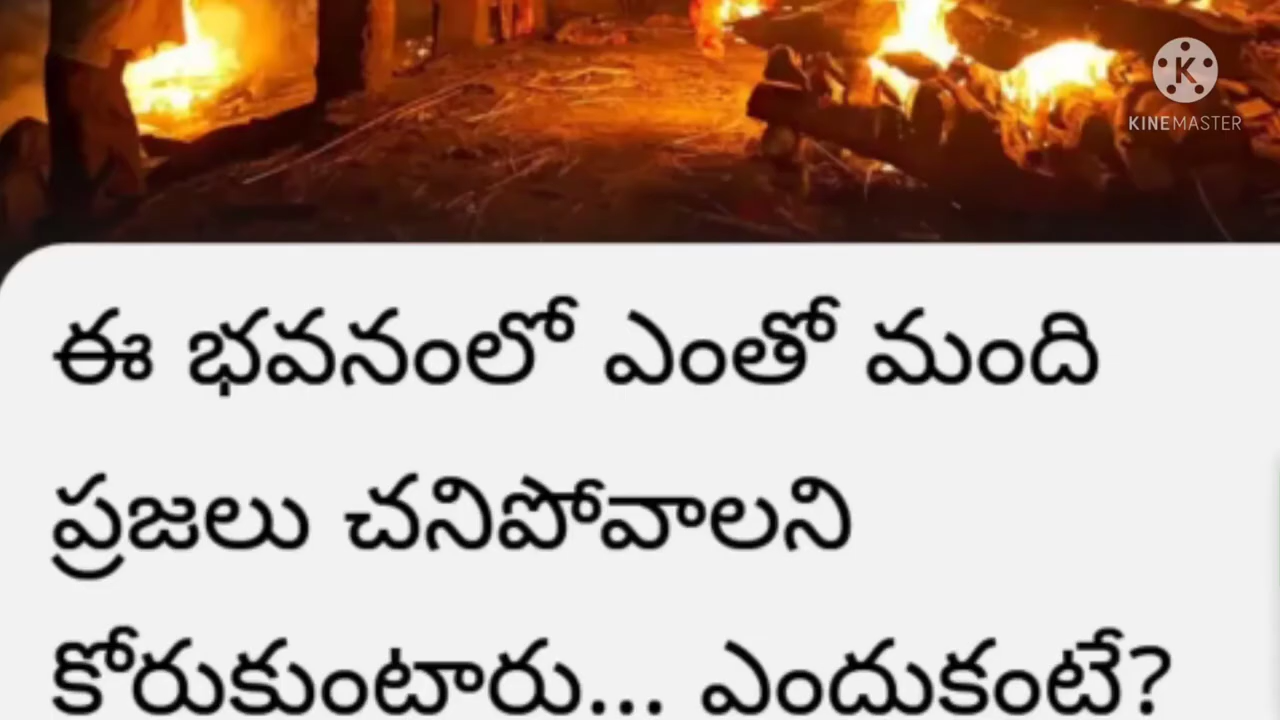 K
KINEMASTER
ఈ భవనంలో ఎంతో మంది
ప్రజలు చనిపోవాలని
కోరుకుంటారు... ఎందుకంటే?